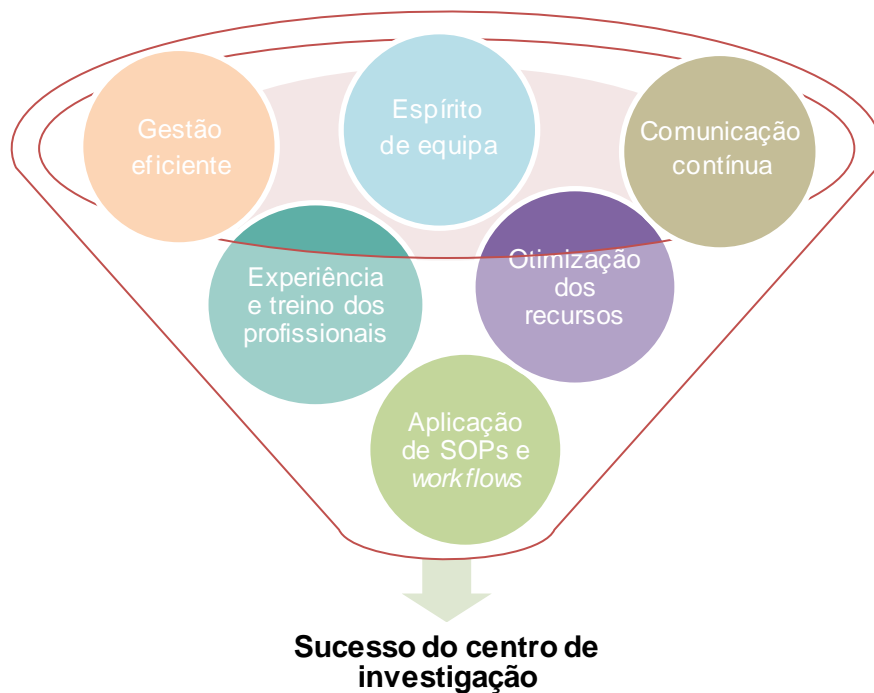 Gestão
eficiente
Espírito
de equipa
Comunicação
contínua
Experiência
e treino dos
profissionais
Otimização
dos
recursos
Aplicação
de SOPs e
workflows
Sucesso do centro de
investigação